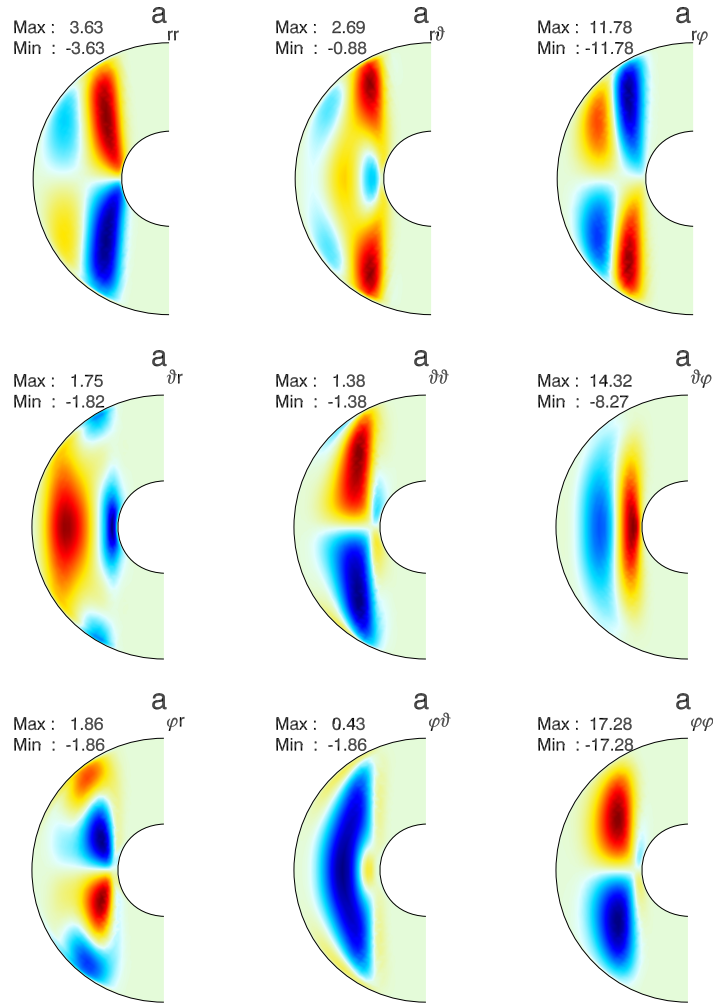 a rr
Max : 3.63
Min : -3.63
a rϑ
Max : 2.69
Min : -0.88
a rφ
Max : 11.78
Min : -11.78
a ϑr
Max : 1.75
Min : -1.82
a ϑϑ
Max : 1.38
Min : -1.38
a ϑφ
Max : 14.32
Min : -8.27
a φr
Max : 1.86
Min : -1.86
a φϑ
Max : 0.43
Min : -1.86
a φφ
Max : 17.28
Min : -17.28